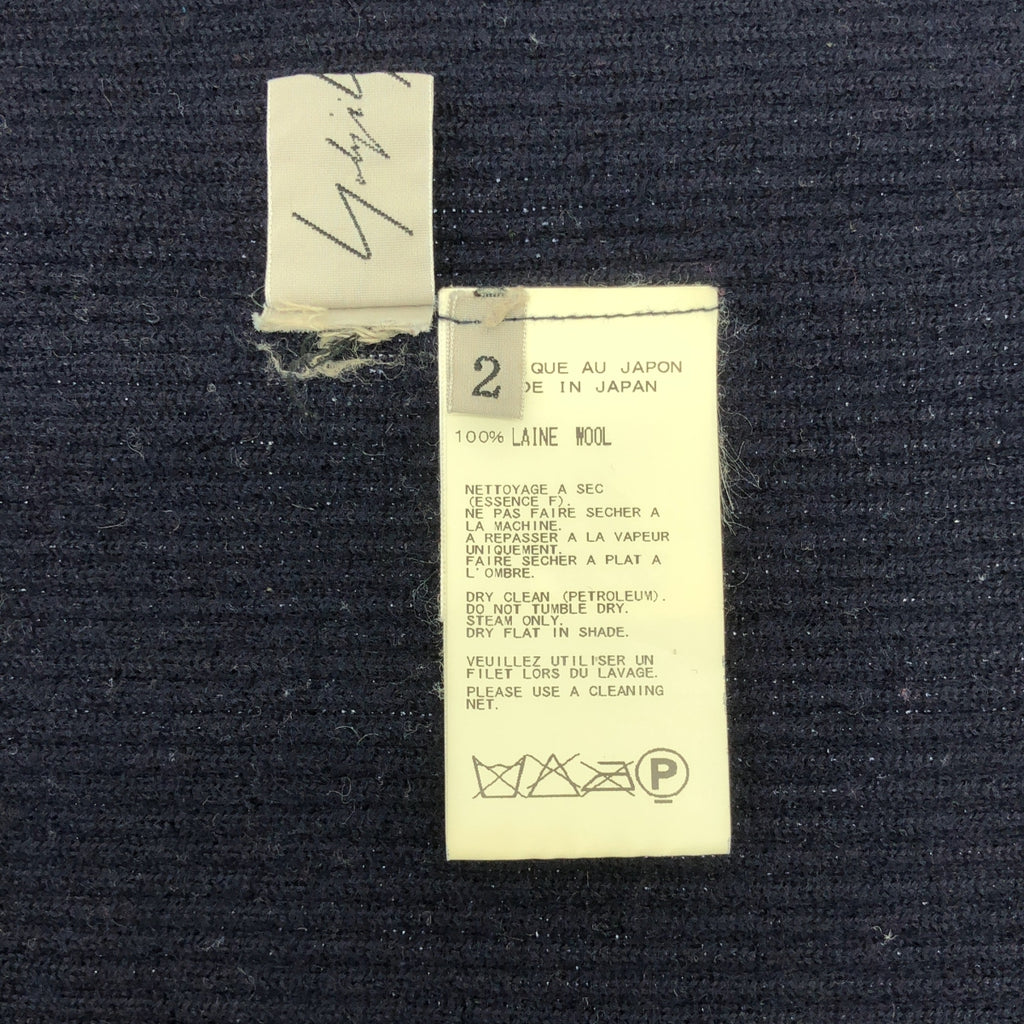 Yohji Y
2
QUE AU JAPON
DE IN JAPAN
100% LAINE WOOL
NETTOYAGE A SEC
(ESSENCE F).
NE PAS FAIRE SECHER A
LA MACHINE.
A REPASSER A LA VAPEUR
UNIQUEMENT.
FAIRE SECHER A PLAT A
L'OMBRE.
DRY CLEAN (PETROLEUM).
DO NOT TUMBLE DRY.
STEAM ONLY.
DRY FLAT IN SHADE.
VEUILLEZ UTILISER UN
FILET LORS DU LAVAGE.
PLEASE USE A CLEANING
NET.
P